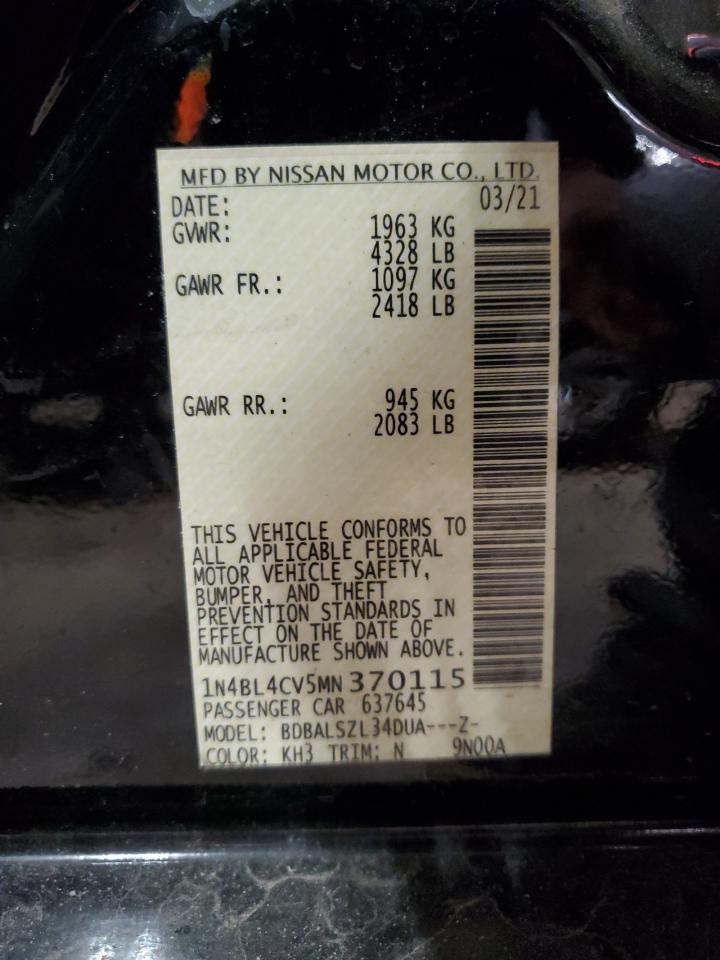 MFD BY NISSAN MOTOR CO., LTD.
DATE: 03/21
GVWR: 1963 KG
4328 LB
GAWR FR.: 1097 KG
2418 LB
GAWR RR.: 945 KG
2083 LB
THIS VEHICLE CONFORMS TO
ALL APPLICABLE FEDERAL
MOTOR VEHICLE SAFETY,
BUMPER, AND THEFT
PREVENTION STANDARDS IN
EFFECT ON THE DATE OF
MANUFACTURE SHOWN ABOVE.
1N4BL4CV5MN370115
PASSENGER CAR 637645
MODEL: BDBALSZL34DUA---Z-
COLOR: KH3 TRIM: N 9N00A